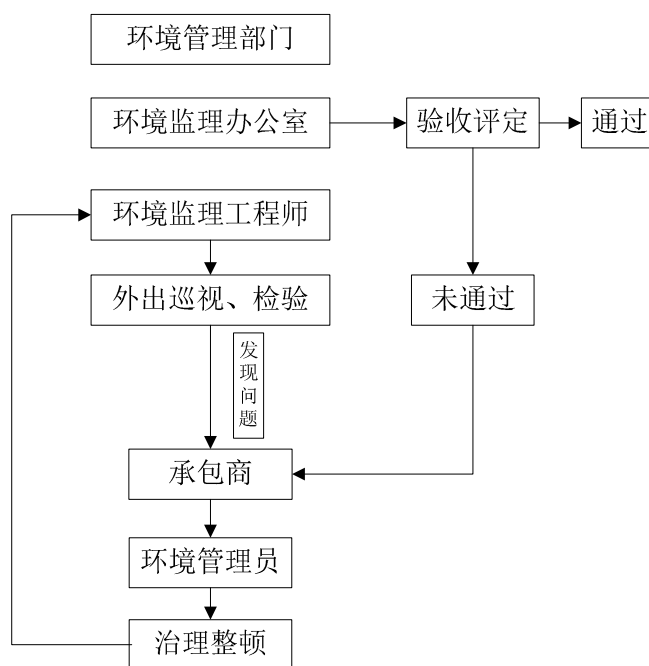 环境管理部门
环境监理办公室
验收评定
通过
环境监理工程师
外出巡视、检验
未通过
发现问题
承包商
环境管理员
治理整顿